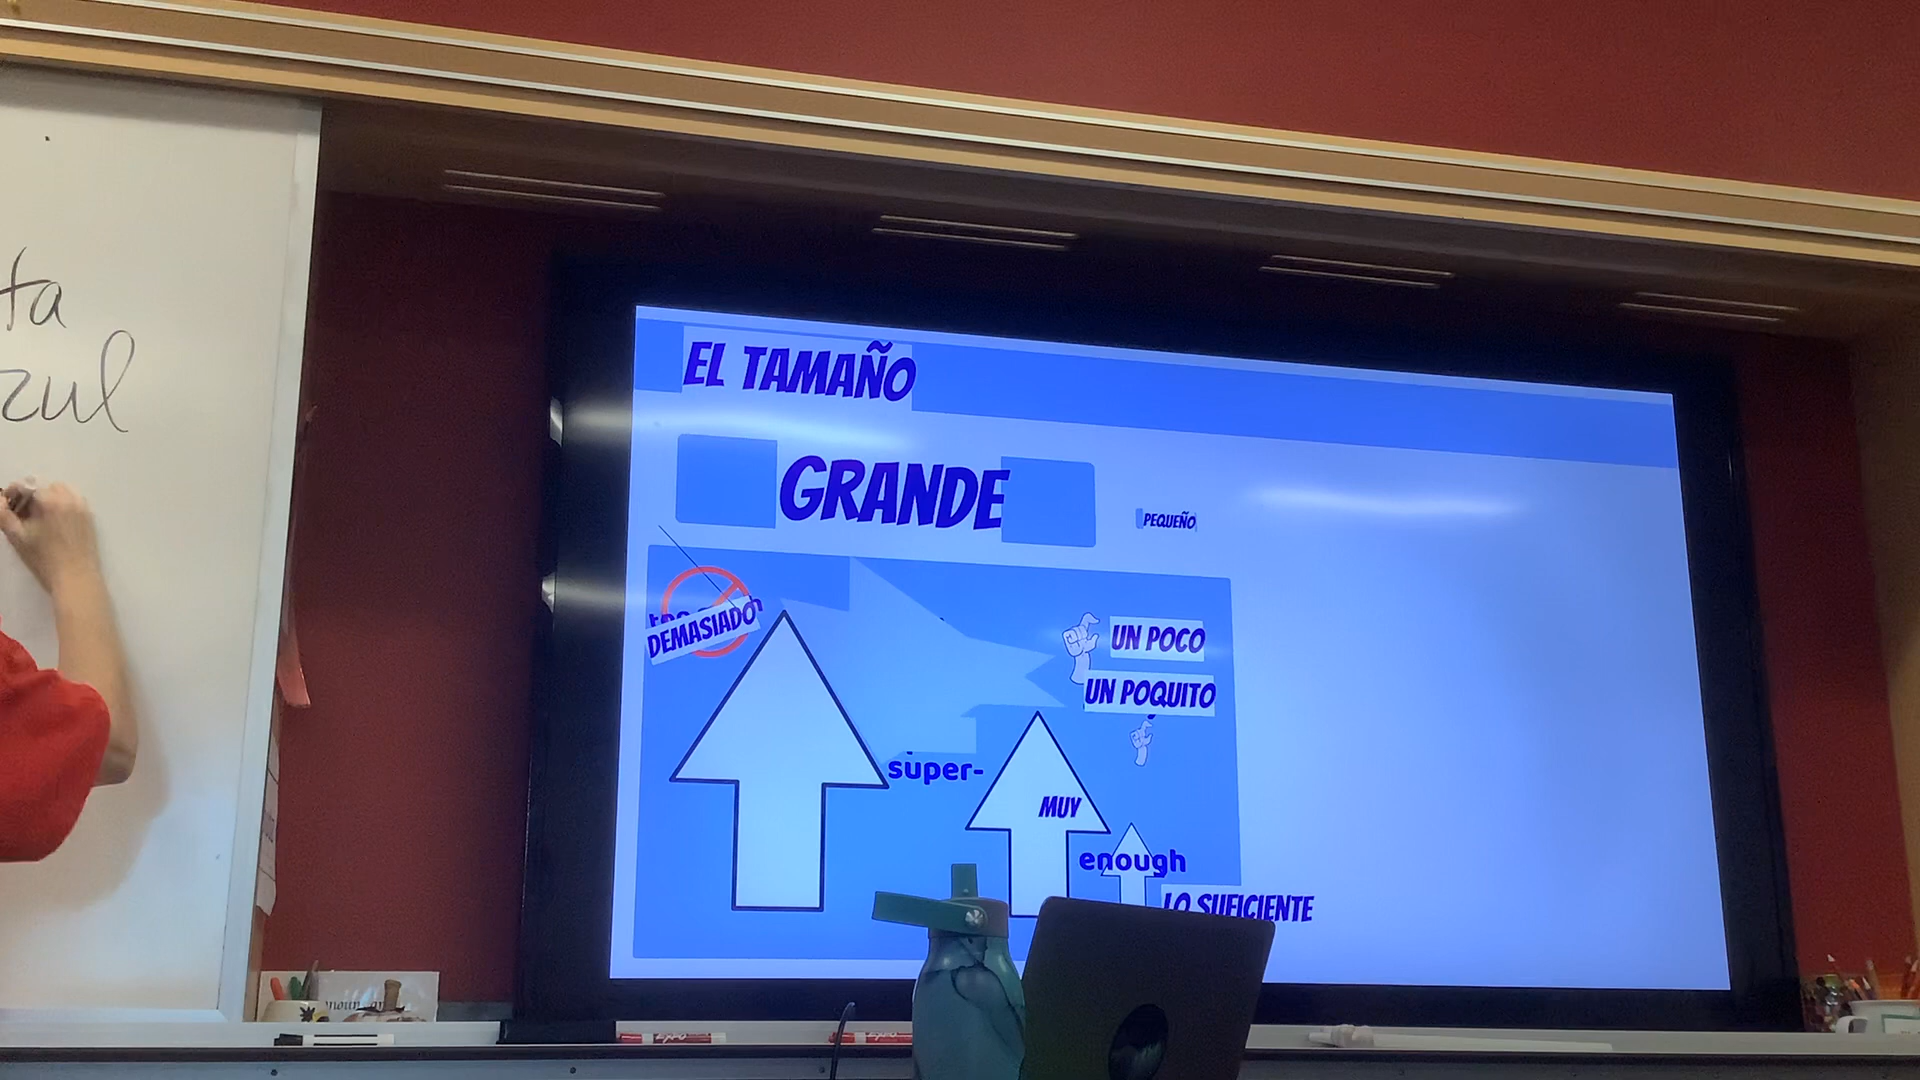 ta
zul
EL TAMAÑO
GRANDE
PEQUEÑO
DEMASIADO
UN POCO
UN POQUITO
super-
MUY
enough
LO SUFICIENTE